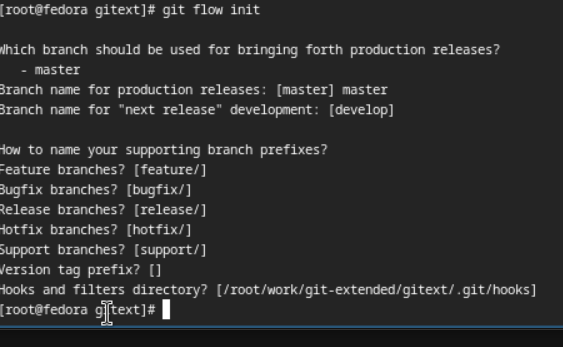 [root@fedora gitext]# git flow init
Which branch should be used for bringing forth production releases?
- master
Branch name for production releases: [master] master
Branch name for "next release" development: [develop]
How to name your supporting branch prefixes?
Feature branches? [feature/]
Bugfix branches? [bugfix/]
Release branches? [release/]
Hotfix branches? [hotfix/]
Support branches? [support/]
Version tag prefix? []
Hooks and filters directory? [/root/work/git-extended/gitext/.git/hooks]
[root@fedora gitext]#